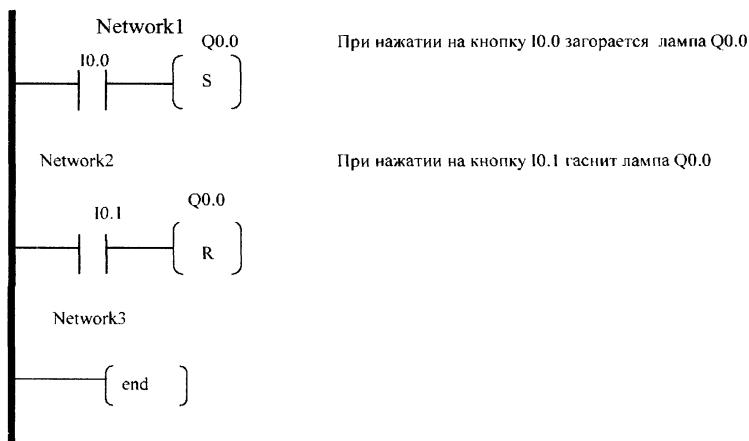 Network1
Q0.0
При нажатии на кнопку I0.0 загорается лампа Q0.0
I0.0
S
Network2
При нажатии на кнопку I0.1 гаснит лампа Q0.0
Q0.0
I0.1
R
Network3
end